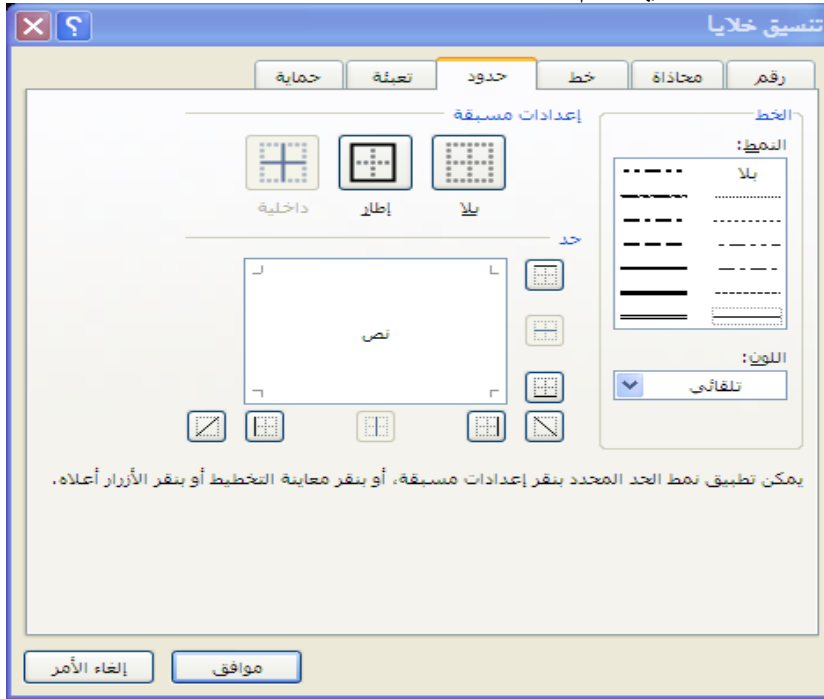 تنسيق خلايا
رقم محاذاة خط حدود تعبئة حماية
الخط
النمط:
بلا
اللون:
تلقائي
إعدادات مسبقة
بلا إطار داخلية
حد
نص
يمكن تطبيق نمط الحد المحدد بنقر إعدادات مسبقة، أو بنقر معاينة التخطيط أو بنقر الأزرار أعلاه.
موافق إلغاء الأمر